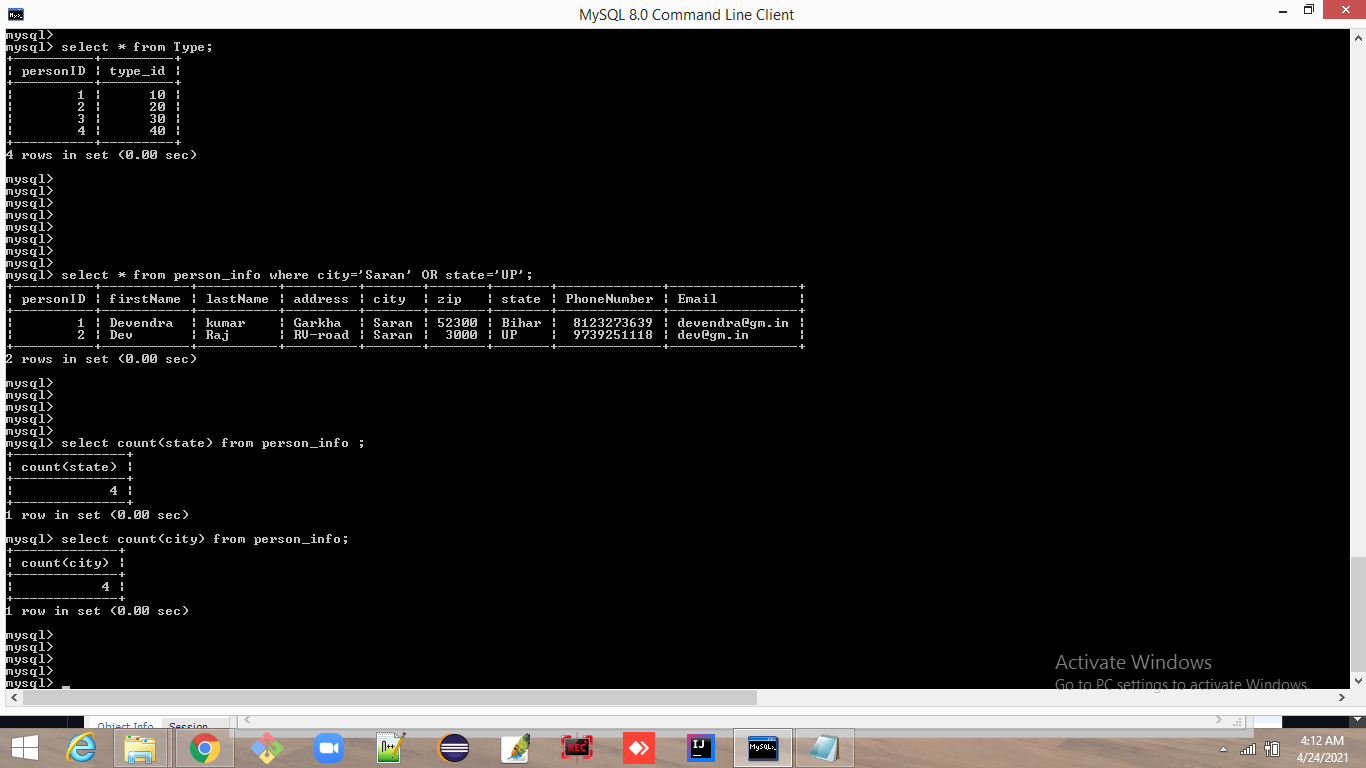 MySQL 8.0 Command Line Client
mysql>
mysql> select * from Type;
+----------+---------+
| personID | type_id |
+----------+---------+
|        1 |      10 |
|        2 |      20 |
|        3 |      30 |
|        4 |      40 |
+----------+---------+
4 rows in set (0.00 sec)
mysql>
mysql>
mysql>
mysql>
mysql>
mysql>
mysql>
mysql>
mysql> select * from person_info where city='Saran' OR state='UP';
+----------+-----------+----------+---------+-------+-------+-------+-------------+----------------+
| personID | firstName | lastName | address | city  | zip   | state | PhoneNumber | Email          |
+----------+-----------+----------+---------+-------+-------+-------+-------------+----------------+
|        1 | Devendra  | kumar    | Garkha  | Saran | 52300 | Bihar |  8123273639 | devendra@gm.in |
|        2 | Dev       | Raj      | RV-road | Saran |  3000 | UP    |  9739251118 | dev@gm.in      |
+----------+-----------+----------+---------+-------+-------+-------+-------------+----------------+
2 rows in set (0.00 sec)
mysql>
mysql>
mysql>
mysql>
mysql>
mysql> select count(state) from person_info ;
+--------------+
| count(state) |
+--------------+
|            4 |
+--------------+
1 row in set (0.00 sec)
mysql> select count(city) from person_info;
+-------------+
| count(city) |
+-------------+
|           4 |
+-------------+
1 row in set (0.00 sec)
mysql>
mysql>
mysql>
mysql>
mysql>
Activate Windows
Go to PC settings to activate Windows.
Object Info Session
REC
IJ
MySQL
4:12 AM
4/24/2021